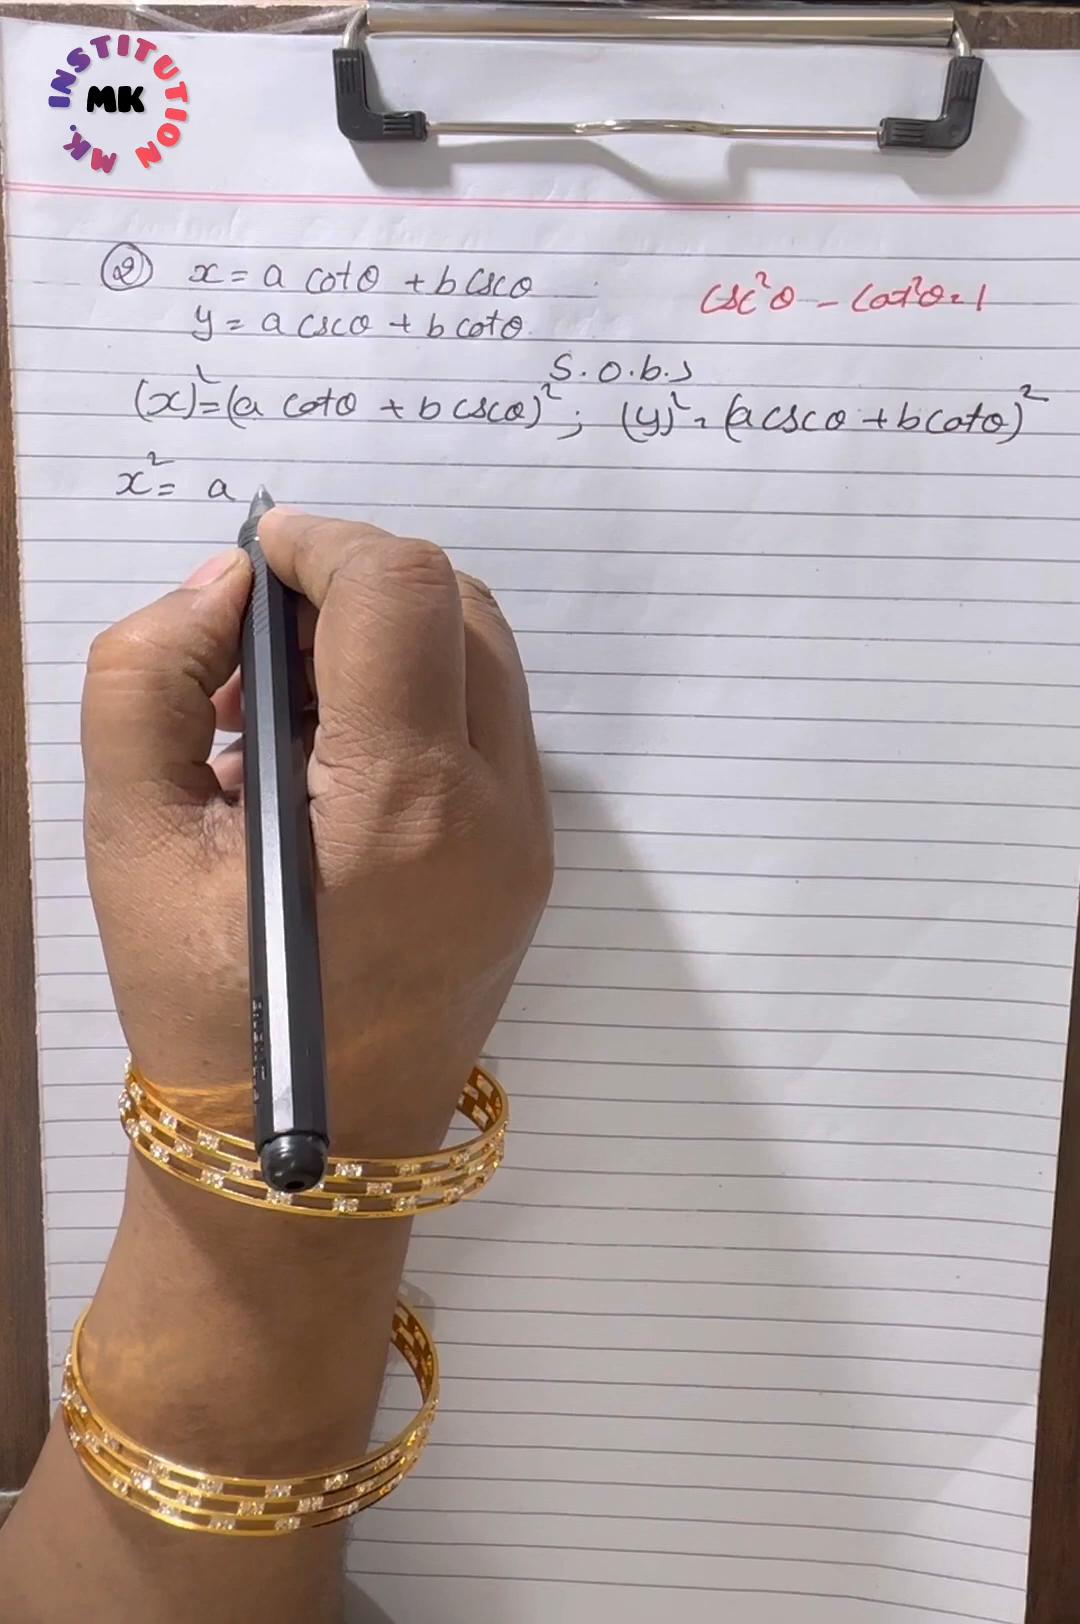 MK. INSTITUTION
MK
② x = a cotθ + b cscθ
csc²θ - cot²θ = 1
y = a cscθ + b cotθ
S.O.b.s
(x)² = (a cotθ + b cscθ)² ; (y)² = (a cscθ + b cotθ)²
x² = a